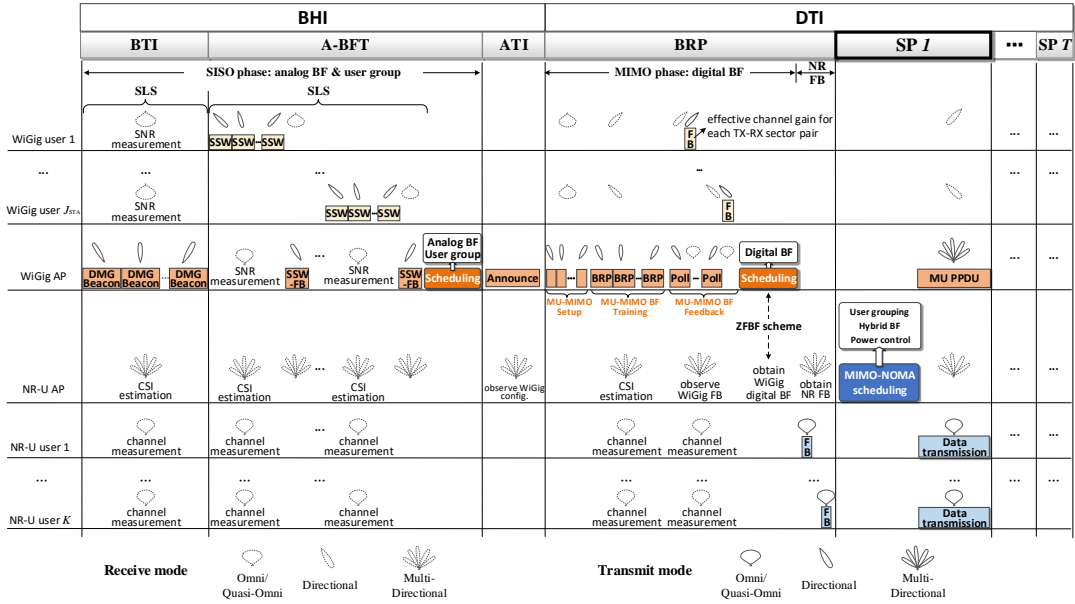 BHI DTI
BTI A-BFT ATI BRP SP 1 ... SP T
SISO phase: analog BF & user group
MIMO phase: digital BF
NR
FB
SLS SLS
WiGig user 1
SNR
measurement
SSW SSW ... SSW
F
B
effective channel gain for
each TX-RX sector pair
... ...
... ... ... ... ... ...
WiGig user J_STA
SNR
measurement
SSW SSW ... SSW
F
B
WiGig AP
DMG
Beacon
DMG
Beacon
...
DMG
Beacon
SNR
measurement
SSW
-FB
...
SNR
measurement
SSW
-FB
Analog BF
User group
Scheduling
Announce
...
BRP BRP ... BRP
Poll ... Poll
Digital BF
Scheduling
MU PPDU
... ...
MU-MIMO
Setup
MU-MIMO BF
Training
MU-MIMO BF
Feedback
ZFBF scheme
User grouping
Hybrid BF
Power control
NR-U AP
CSI
estimation
CSI
estimation
...
CSI
estimation
observe WiGig
config.
CSI
estimation
observe
WiGig FB
obtain
WiGig
digital BF
obtain
NR FB
MIMO-NOMA
scheduling
... ...
NR-U user 1
channel
measurement
channel
measurement
...
channel
measurement
channel
measurement
channel
measurement
F
B
Data
transmission
... ...
... ... ... ... ... ... ... ...
NR-U user K
channel
measurement
channel
measurement
channel
measurement
channel
measurement
channel
measurement
F
B
Data
transmission
Receive mode
Omni/
Quasi-Omni
Directional
Multi-
Directional
Transmit mode
Omni/
Quasi-Omni
Directional
Multi-
Directional